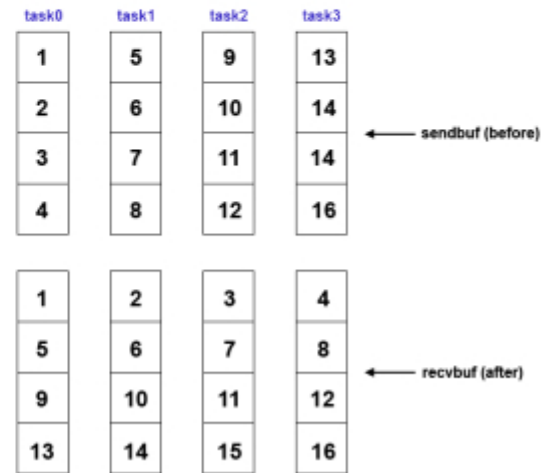 task0 task1 task2 task3
1 5 9 13
2 6 10 14
sendbuf (before)
3 7 11 14
4 8 12 16
1 2 3 4
5 6 7 8
recvbuf (after)
9 10 11 12
13 14 15 16